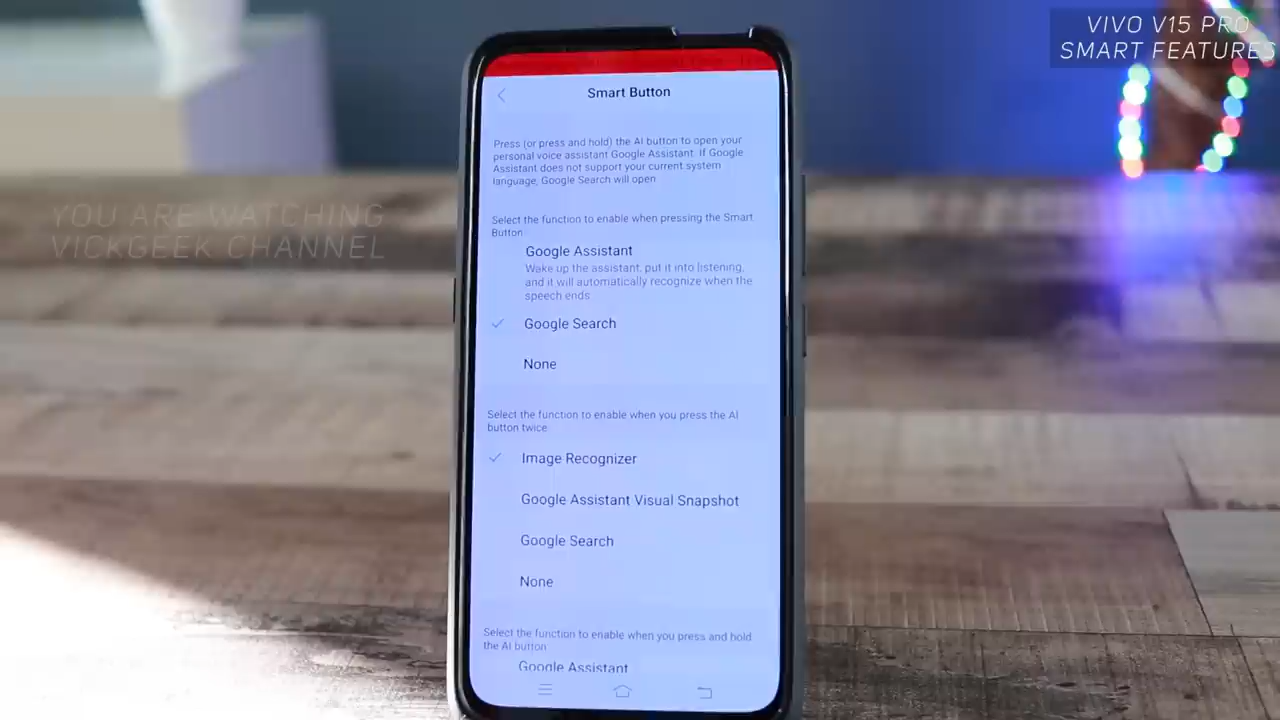 VIVO V15 PRO
SMART FEATURES
YOU ARE WATCHING
VICKGEEK CHANNEL
Smart Button
Press (or press and hold) the AI button to open your
personal voice assistant Google Assistant. If Google
Assistant does not support your current system
language, Google Search will open
Select the function to enable when pressing the Smart
Button
Google Assistant
Wake up the assistant, put it into listening,
and it will automatically recognize when the
speech ends
Google Search
None
Select the function to enable when you press the AI
button twice
Image Recognizer
Google Assistant Visual Snapshot
Google Search
None
Select the function to enable when you press and hold
the AI button
Google Assistant